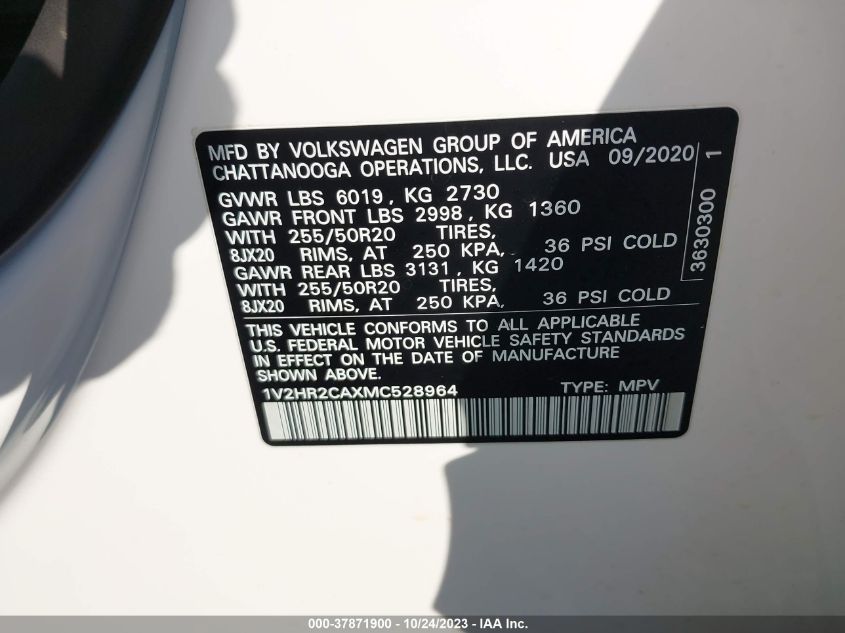 MFD BY VOLKSWAGEN GROUP OF AMERICA
CHATTANOOGA OPERATIONS, LLC. USA 09/2020
GVWR LBS 6019, KG 2730
GAWR FRONT LBS 2998, KG 1360
WITH 255/50R20 TIRES,
8JX20 RIMS, AT 250 KPA, 36 PSI COLD
GAWR REAR LBS 3131, KG 1420
WITH 255/50R20 TIRES,
8JX20 RIMS, AT 250 KPA, 36 PSI COLD
THIS VEHICLE CONFORMS TO ALL APPLICABLE
U.S. FEDERAL MOTOR VEHICLE SAFETY STANDARDS
IN EFFECT ON THE DATE OF MANUFACTURE
SHOWN ABOVE.
1V2HR2CAXMC528964 TYPE: MPV
3630300 1
000-37871900 - 10/24/2023 - IAA Inc.